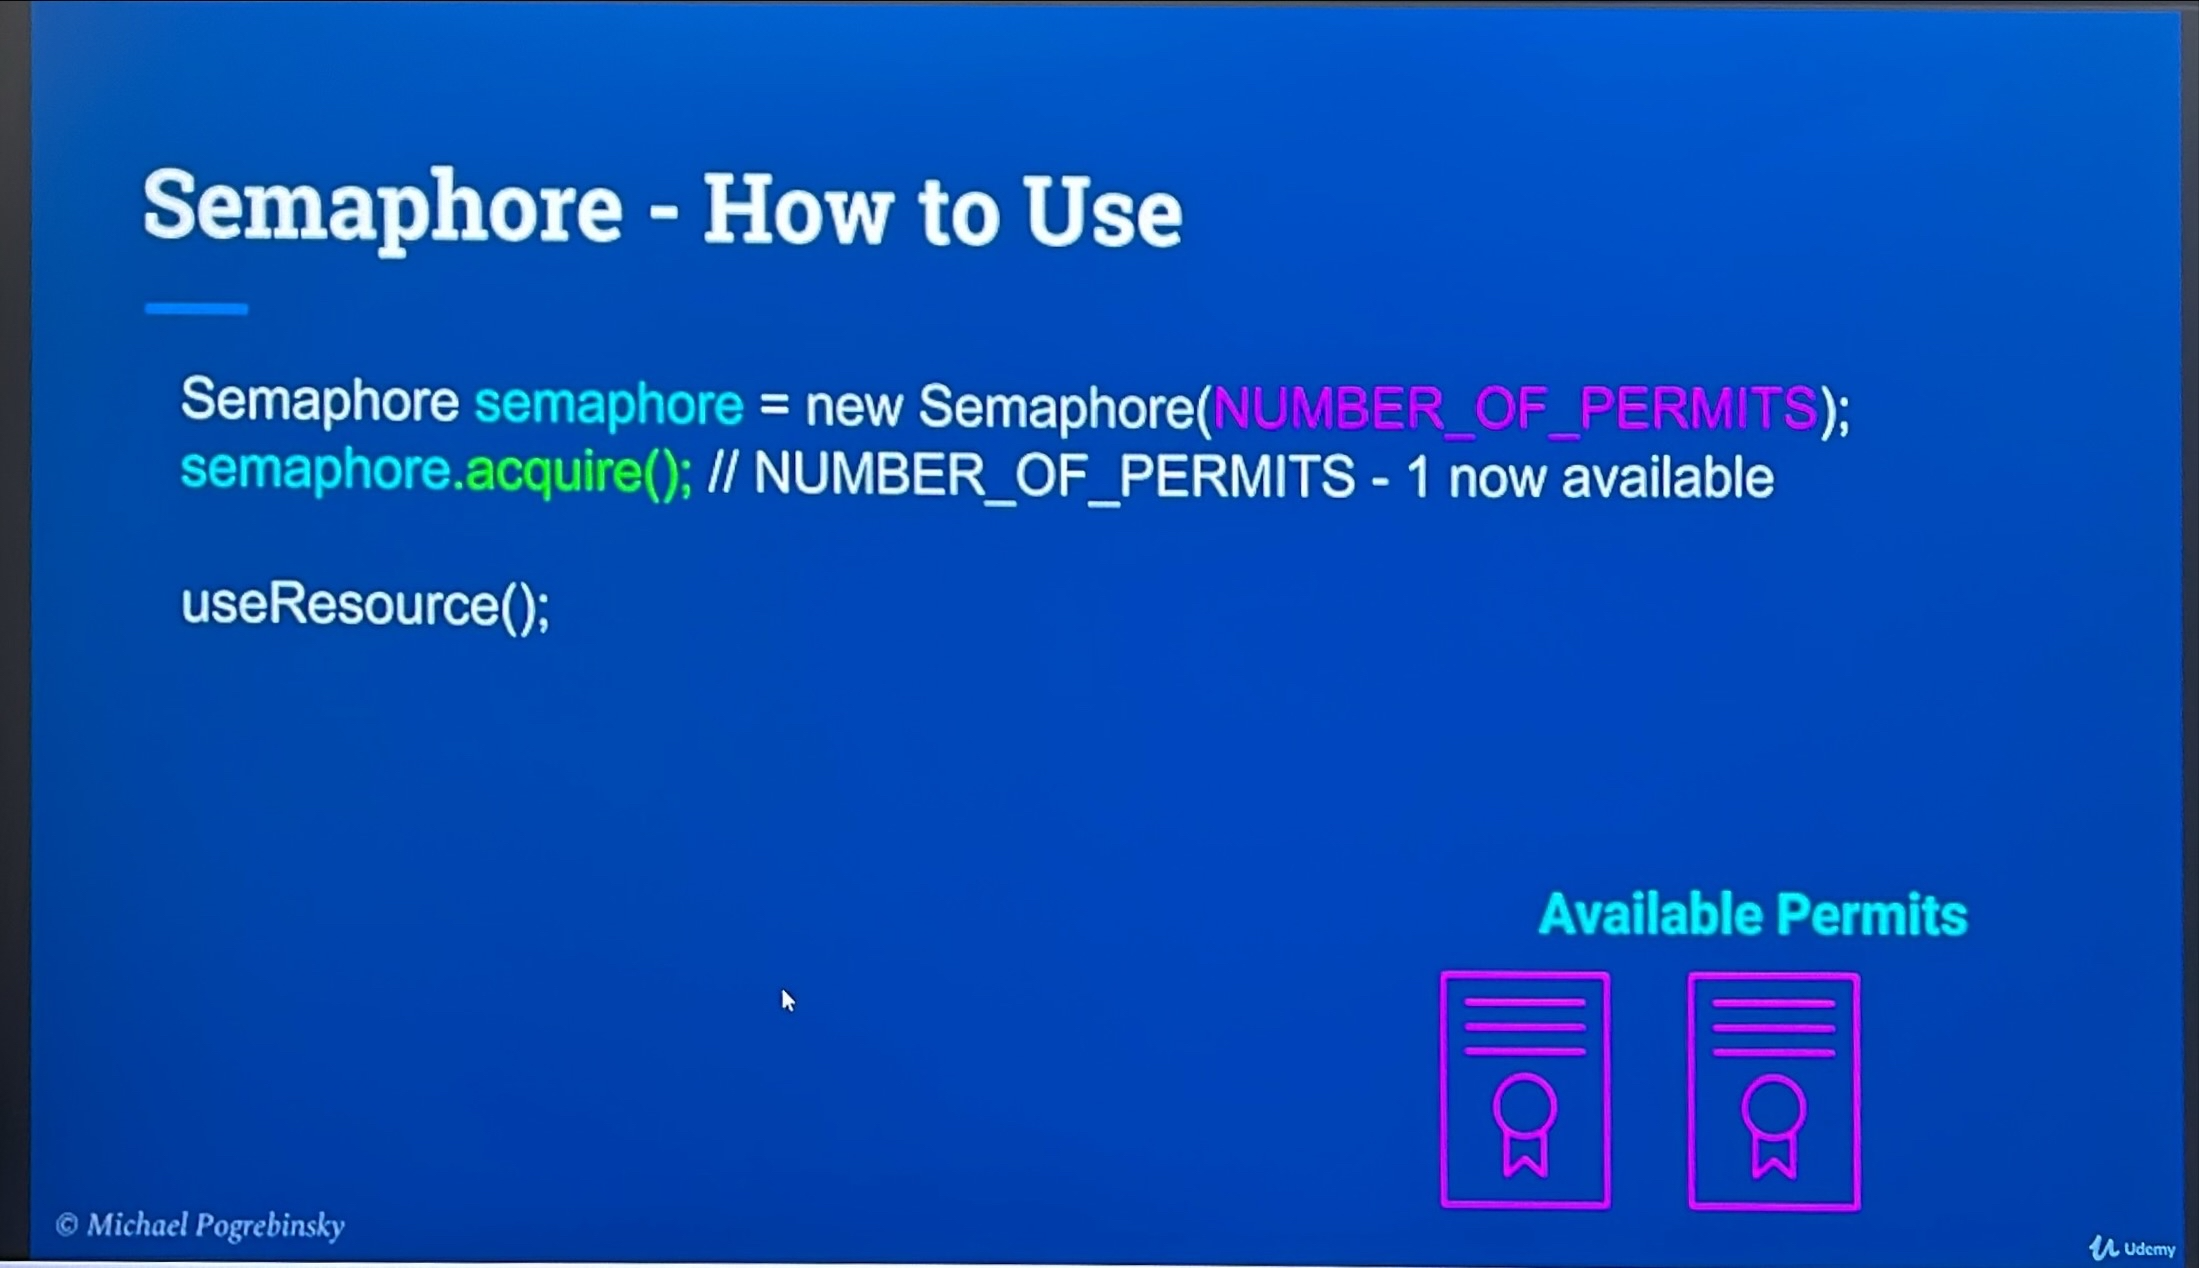 Semaphore - How to Use
Semaphore semaphore = new Semaphore(NUMBER_OF_PERMITS);
semaphore.acquire(); // NUMBER_OF_PERMITS - 1 now available
useResource();
Available Permits
© Michael Pogrebinsky
Udemy